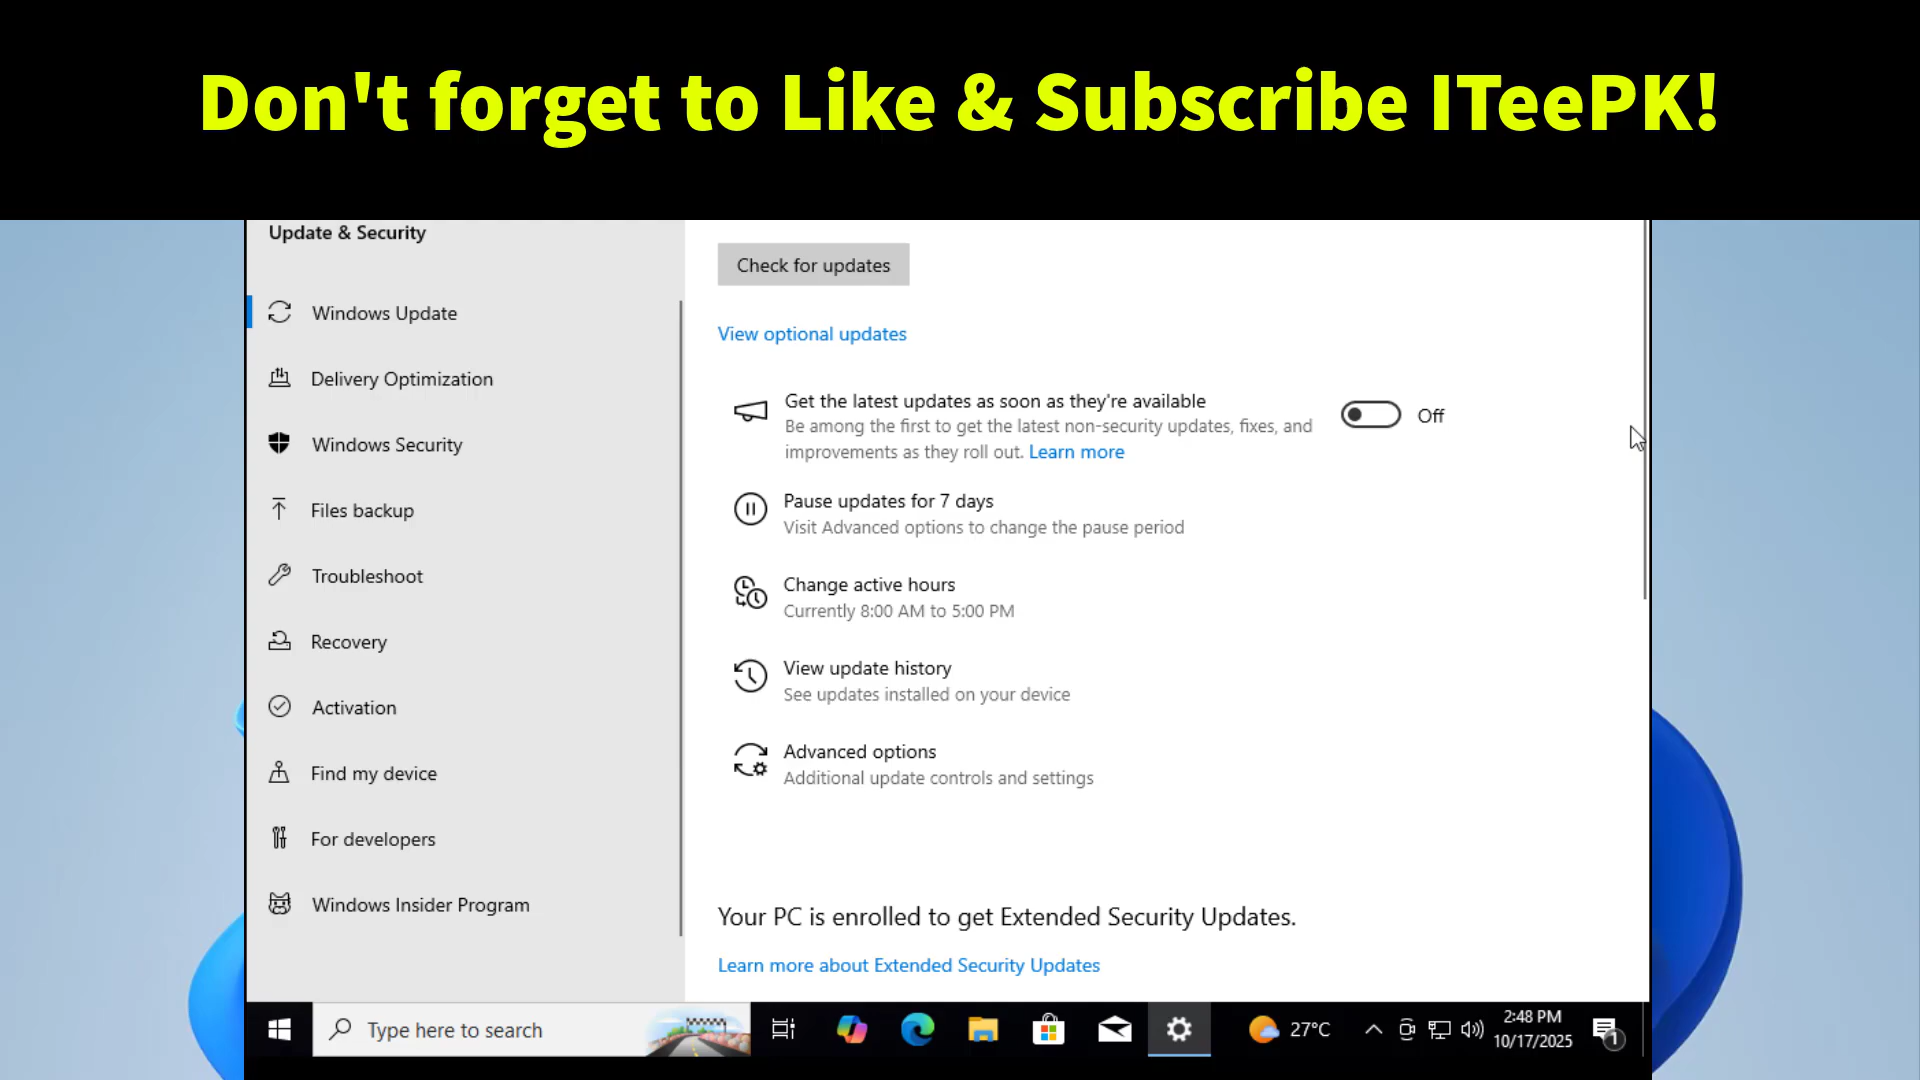 Don't forget to Like & Subscribe ITeePK!
Update & Security
Windows Update
Delivery Optimization
Windows Security
Files backup
Troubleshoot
Recovery
Activation
Find my device
For developers
Windows Insider Program
Check for updates
View optional updates
Get the latest updates as soon as they're available
Be among the first to get the latest non-security updates, fixes, and
improvements as they roll out. Learn more
Off
Pause updates for 7 days
Visit Advanced options to change the pause period
Change active hours
Currently 8:00 AM to 5:00 PM
View update history
See updates installed on your device
Advanced options
Additional update controls and settings
Your PC is enrolled to get Extended Security Updates.
Learn more about Extended Security Updates
Type here to search
27°C
2:48 PM
10/17/2025
1